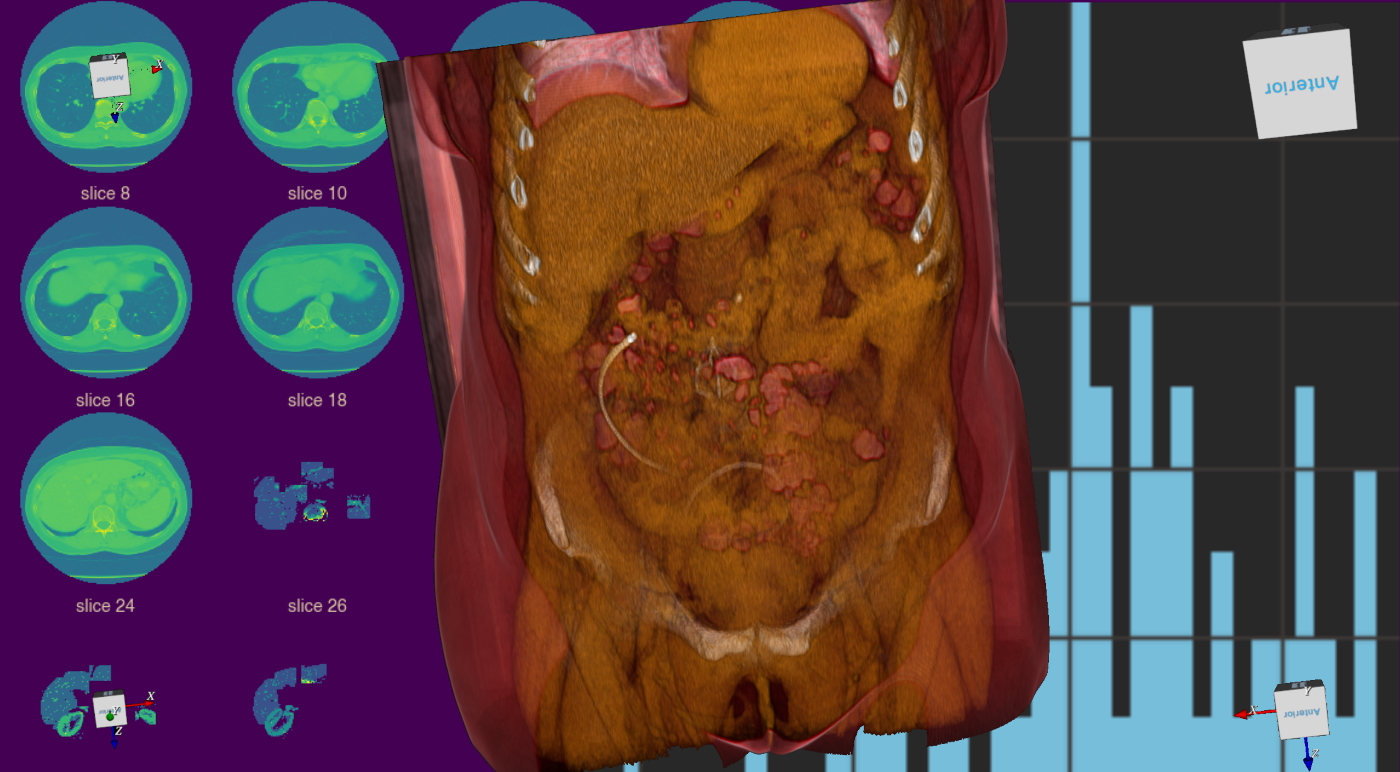 Y
X
Anterior
Z
slice 8
slice 10
Anterior
slice 16
slice 18
slice 24
slice 26
X
Y
Z
Y
X
Anterior
Z